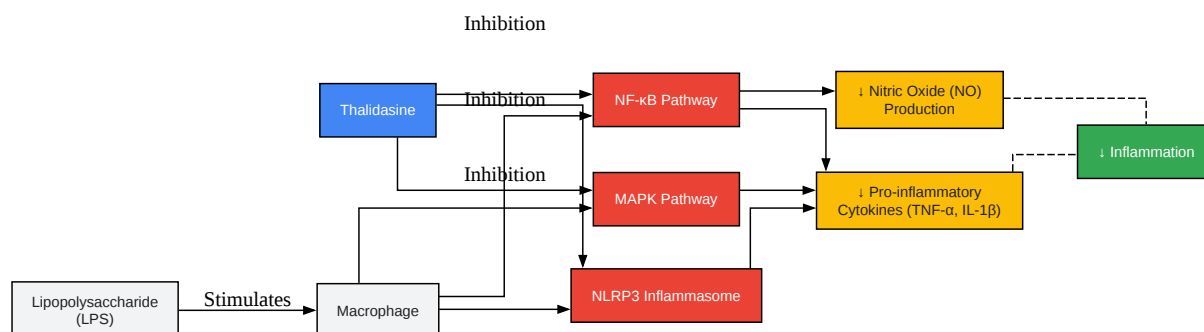 Inhibition
Thalidasine
Inhibition
NF-κB Pathway
↓ Nitric Oxide (NO)
Production
↓ Inflammation
Inhibition
MAPK Pathway
↓ Pro-inflammatory
Cytokines (TNF-α, IL-1β)
Lipopolysaccharide
(LPS)
Stimulates
Macrophage
NLRP3 Inflammasome